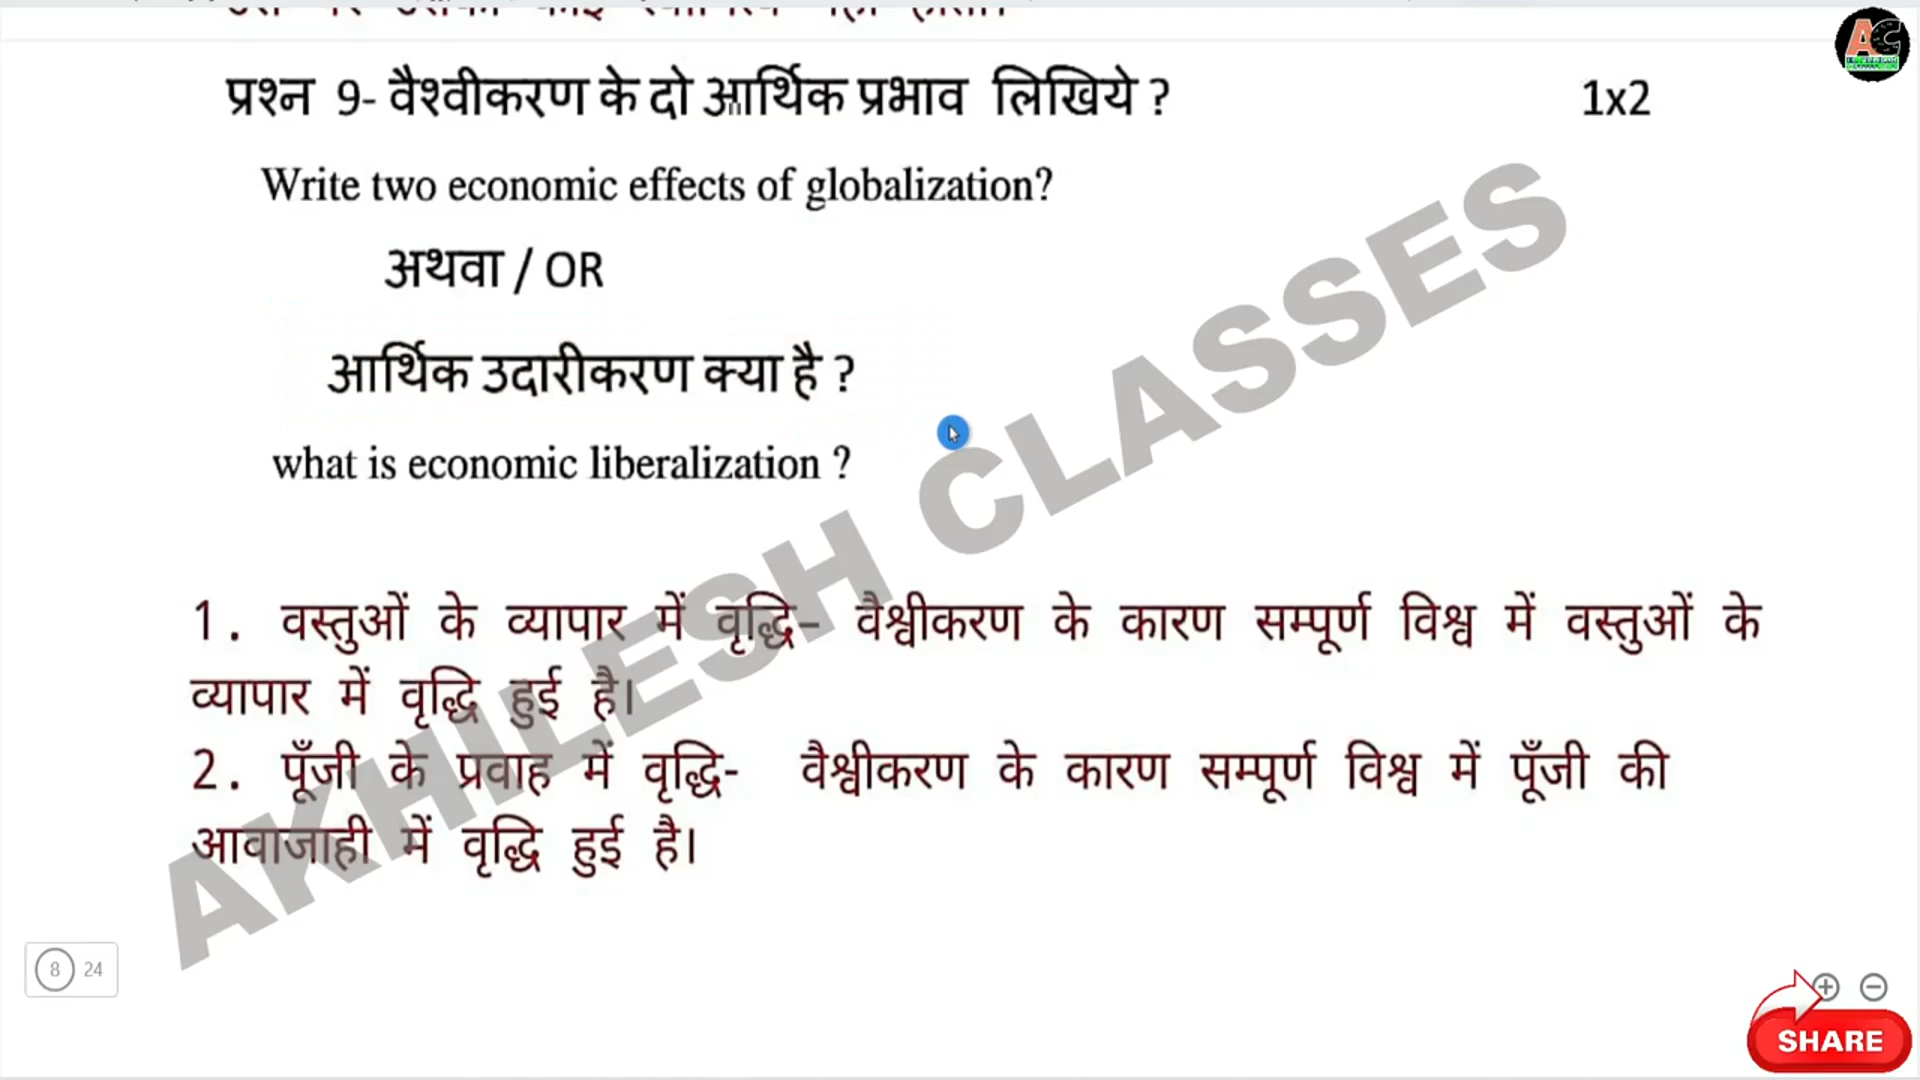 प्रश्न 9- वैश्वीकरण के दो आर्थिक प्रभाव लिखिये ? 1x2
Write two economic effects of globalization?
अथवा / OR
आर्थिक उदारीकरण क्या है ?
what is economic liberalization ?
AKHILESH CLASSES
1. वस्तुओं के व्यापार में वृद्धि- वैश्वीकरण के कारण सम्पूर्ण विश्व में वस्तुओं के
व्यापार में वृद्धि हुई है।
2. पूँजी के प्रवाह में वृद्धि- वैश्वीकरण के कारण सम्पूर्ण विश्व में पूँजी की
आवाजाही में वृद्धि हुई है।
8 24
SHARE